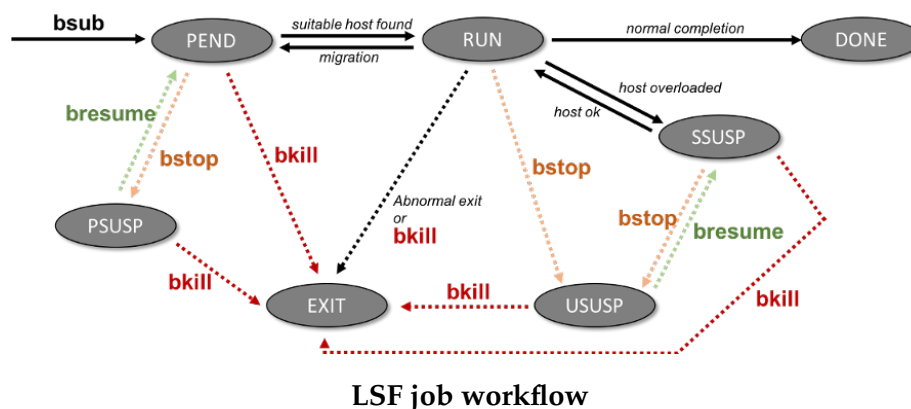 bsub
PEND
suitable host found
migration
RUN
normal completion
DONE
host overloaded
host ok
SSUSP
bresume
bstop
bkill
bstop
Abnormal exit
or
bkill
bstop
bresume
PSUSP
bkill
EXIT
bkill
USUSP
bkill
LSF job workflow